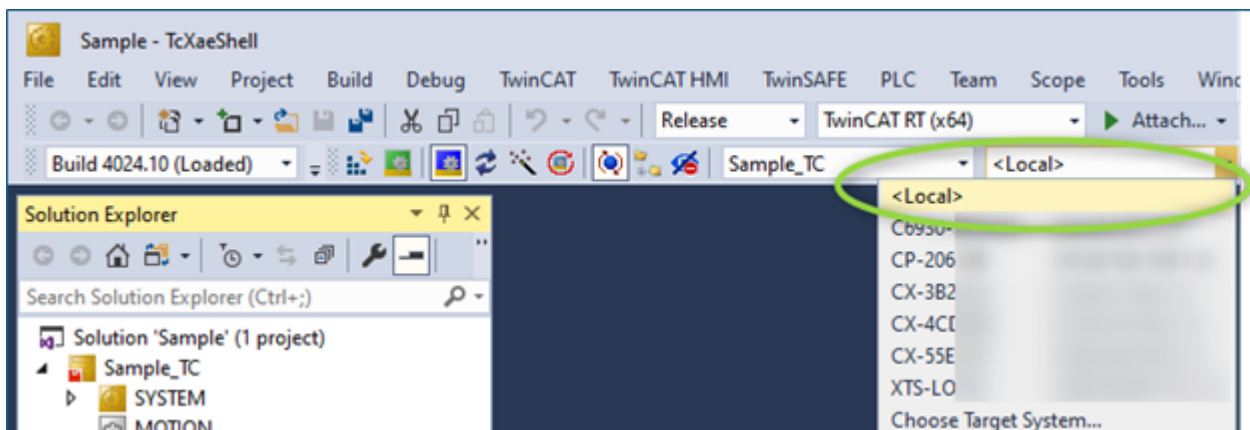 Sample - TcXaeShell
File Edit View Project Build Debug TwinCAT TwinCAT HMI TwinSAFE PLC Team Scope Tools
Release TwinCAT RT (x64) Attach...
Build 4024.10 (Loaded) Sample_TC <Local>
Solution Explorer
<Local>
C6930-
CP-206
Search Solution Explorer (Ctrl+;)
CX-3B2
CX-4CD
Solution 'Sample' (1 project)
CX-55E
Sample_TC
XTS-LO
SYSTEM
MOTION
Choose Target System...